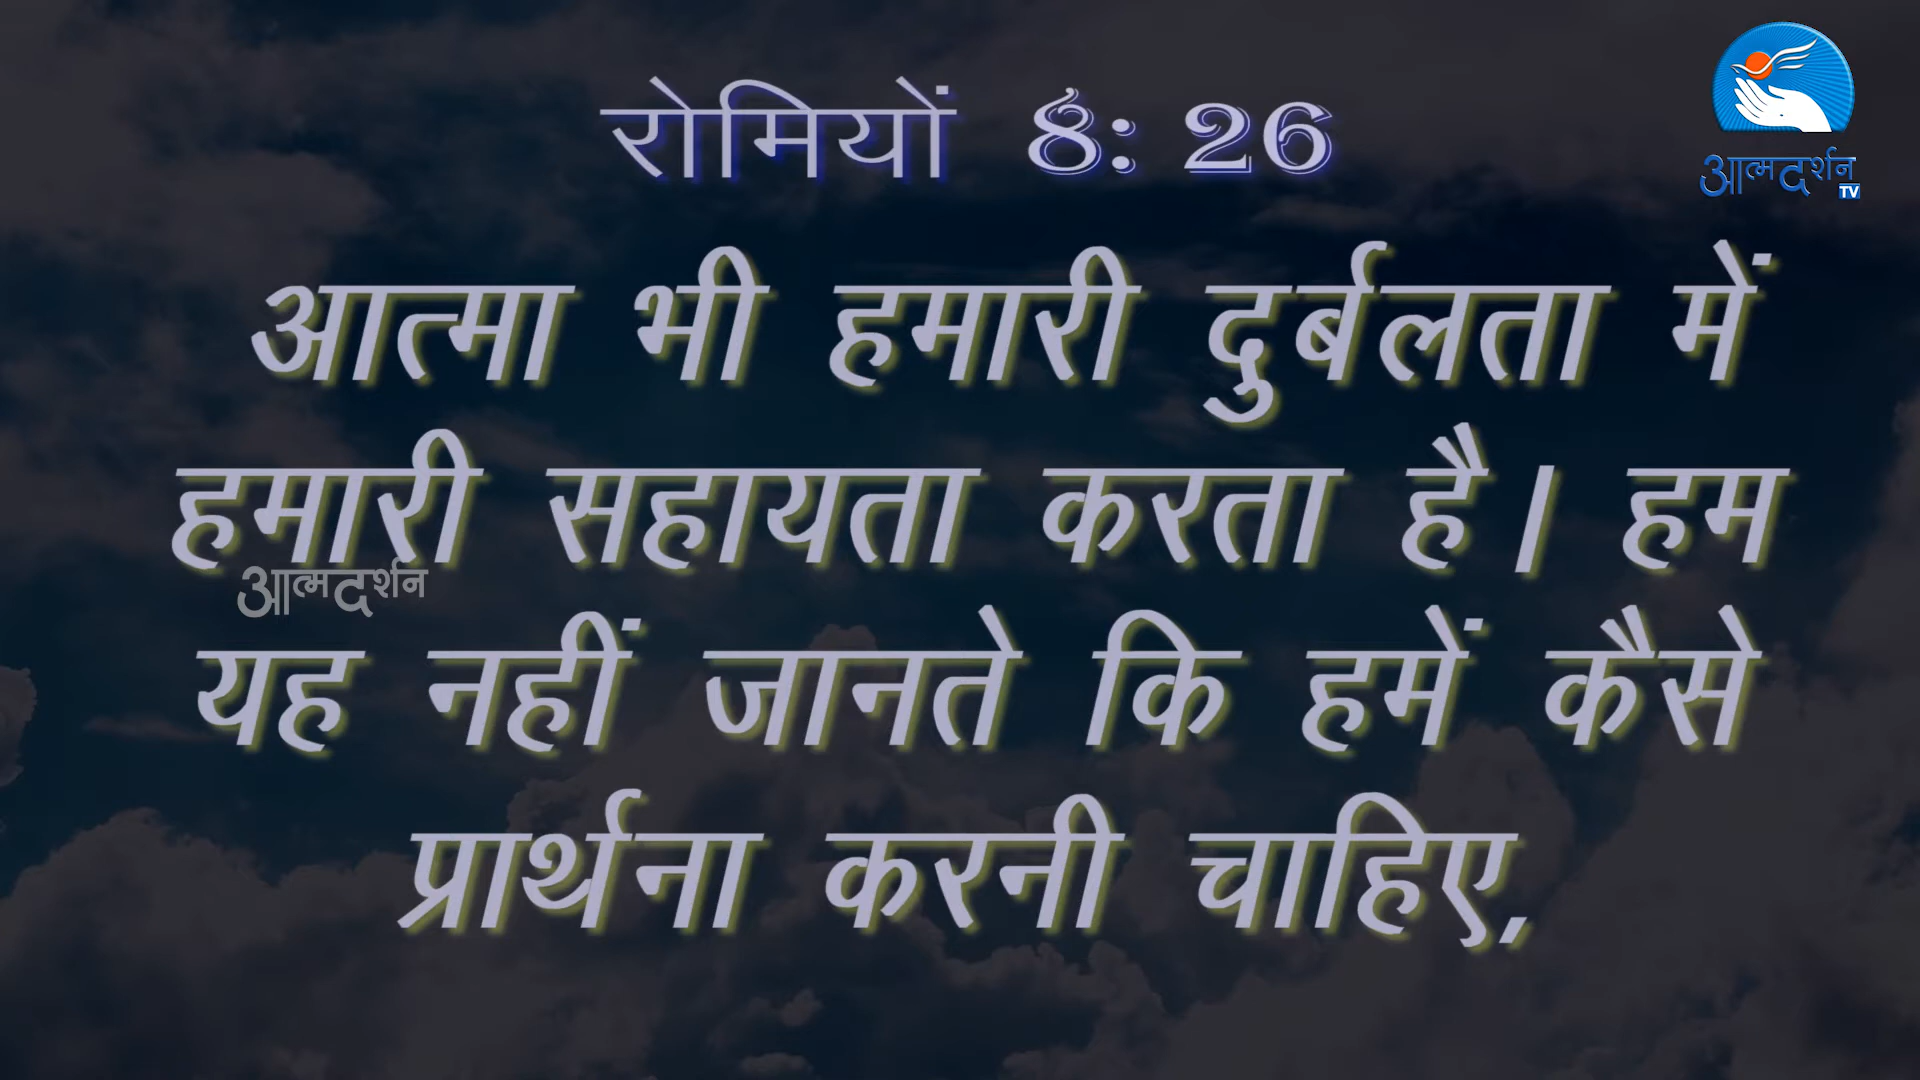 रोमियों 8: 26
आत्मदर्शन
TV
आत्मा भी हमारी दुर्बलता में
हमारी सहायता करता है। हम
आत्मदर्शन
यह नहीं जानते कि हमें कैसे
प्रार्थना करनी चाहिए,